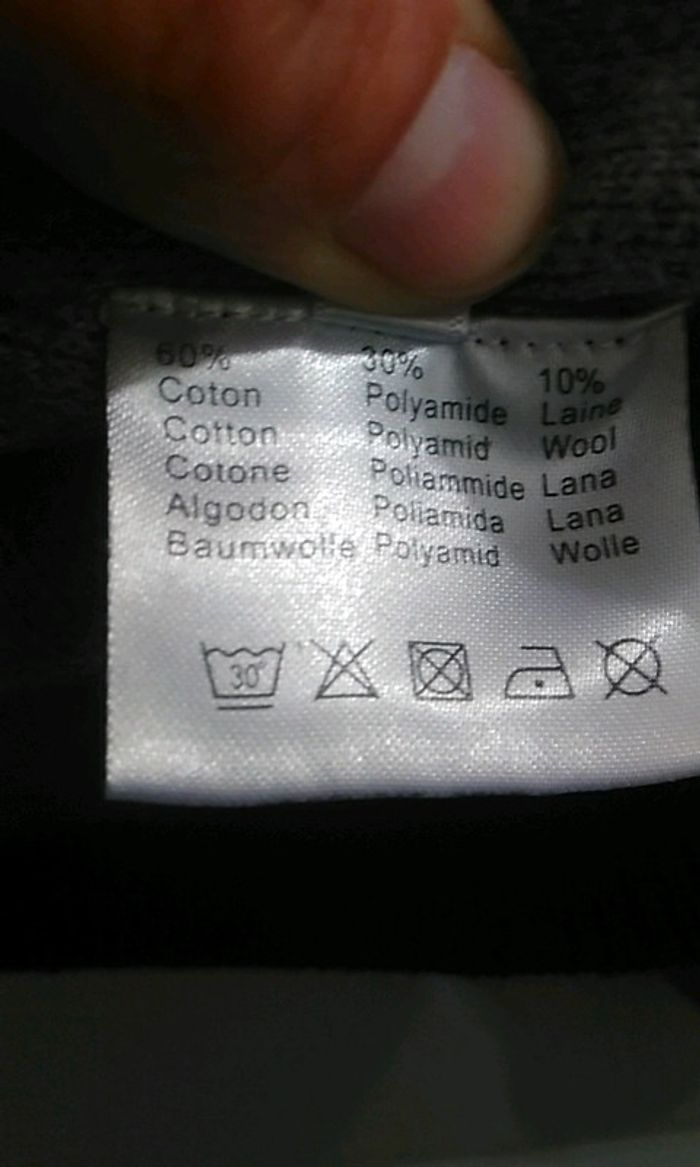 60% 30% 10%
Coton Polyamide Laine
Cotton Polyamid Wool
Cotone Poliammide Lana
Algodon Poliamida Lana
Baumwolle Polyamid Wolle
30°